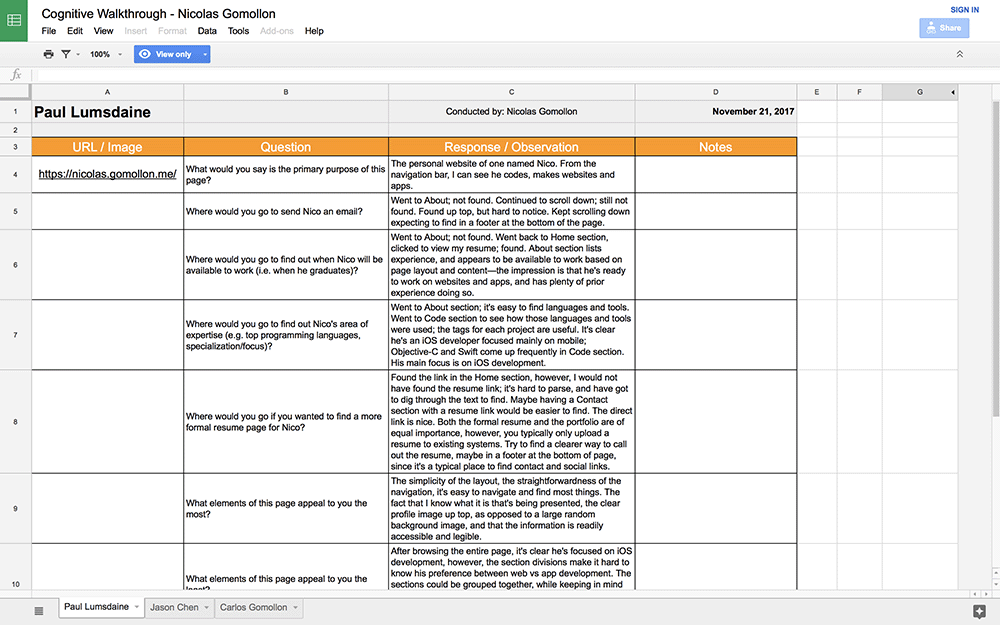 Cognitive Walkthrough - Nicolas Gomollon
SIGN IN
File Edit View Insert Format Data Tools Add-ons Help
Share
100% View only
fx
A B C D E F G
1 Paul Lumsdaine Conducted by: Nicolas Gomollon November 21, 2017
2
3 URL / Image Question Response / Observation Notes
4 https://nicolas.gomollon.me/
What would you say is the primary purpose of this
page?
The personal website of one named Nico. From the
navigation bar, I can see he codes, makes websites and
apps.
5
Where would you go to send Nico an email?
Went to About; not found. Continued to scroll down; still not
found. Found up top, but hard to notice. Kept scrolling down
expecting to find in a footer at the bottom of the page.
6
Where would you go to find out when Nico will be
available to work (i.e. when he graduates)?
Went to About; not found. Went back to Home section,
clicked to view my resume; found. About section lists
experience, and appears to be available to work based on
page layout and content—the impression is that he's ready
to work on websites and apps, and has plenty of prior
experience doing so.
7
Where would you go to find out Nico's area of
expertise (e.g. top programming languages,
specialization/focus)?
Went to About section; it's easy to find languages and tools.
Went to Code section to see how those languages and tools
were used; the tags for each project are useful. It's clear
he's an iOS developer focused mainly on mobile;
Objective-C and Swift come up frequently in Code section.
His main focus is on iOS development.
8
Where would you go if you wanted to find a more
formal resume page for Nico?
Found the link in the Home section, however, I would not
have found the resume link; it's hard to parse, and have got
to dig through the text to find. Maybe having a Contact
section with a resume link would be easier to find. The direct
link is nice. Both the formal resume and the portfolio are of
equal importance, however, you typically only upload a
resume to existing systems. Try to find a clearer way to call
out the resume, maybe in a footer at the bottom of page,
since it's a typical place to find contact and social links.
9
What elements of this page appeal to you the
most?
The simplicity of the layout, the straightforwardness of the
navigation, it's easy to navigate and find most things. The
fact that I know what it is that's being presented, the clear
profile image up top, as opposed to a large random
background image, and that the information is readily
accessible and legible.
10
What elements of this page appeal to you the
least?
After browsing the entire page, it's clear he's focused on iOS
development, however, the section divisions make it hard to
know his preference between web vs app development. The
sections could be grouped together, while keeping in mind
Paul Lumsdaine Jason Chen Carlos Gomollon